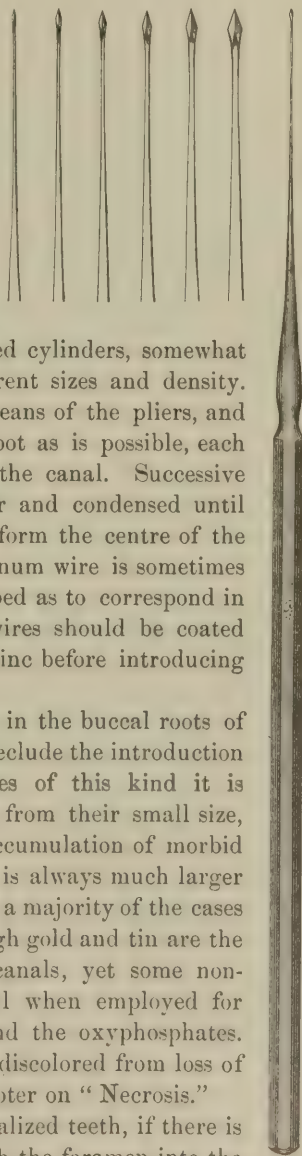 ed cylinders, somewhat
rent sizes and density.
eans of the pliers, and
oot as is possible, each
the canal. Successive
r and condensed until
form the centre of the
num wire is sometimes
ped as to correspond in
wires should be coated
inc before introducing
in the buccal roots of
eclude the introduction
es of this kind it is
from their small size,
ccumulation of morbid
is always much larger
a majority of the cases
gh gold and tin are the
canals, yet some non-
l when employed for
nd the oxyphosphates.
discolored from loss of
pter on “ Necrosis.”
alized teeth, if there is
h the foramen into the